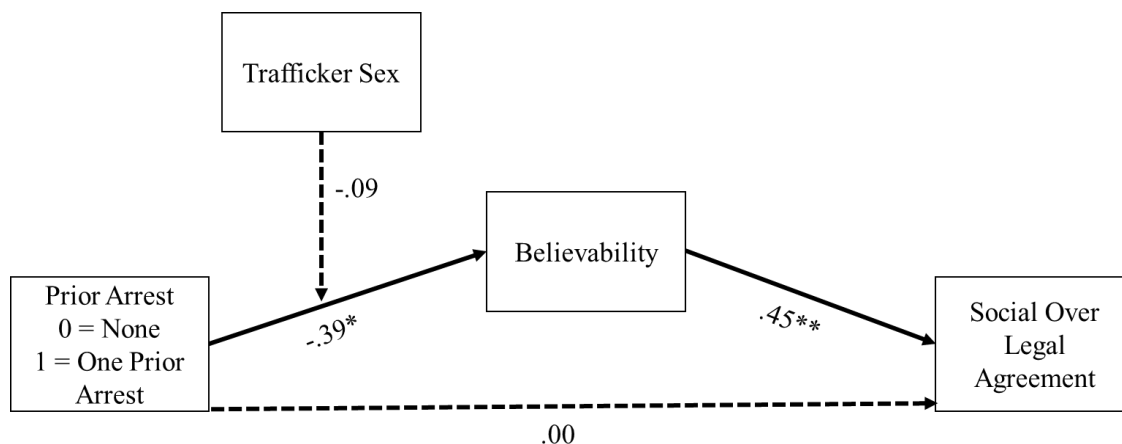 Trafficker Sex
-.09
Believability
Prior Arrest
0 = None
1 = One Prior
Arrest
-.39*
.45**
Social Over
Legal
Agreement
.00